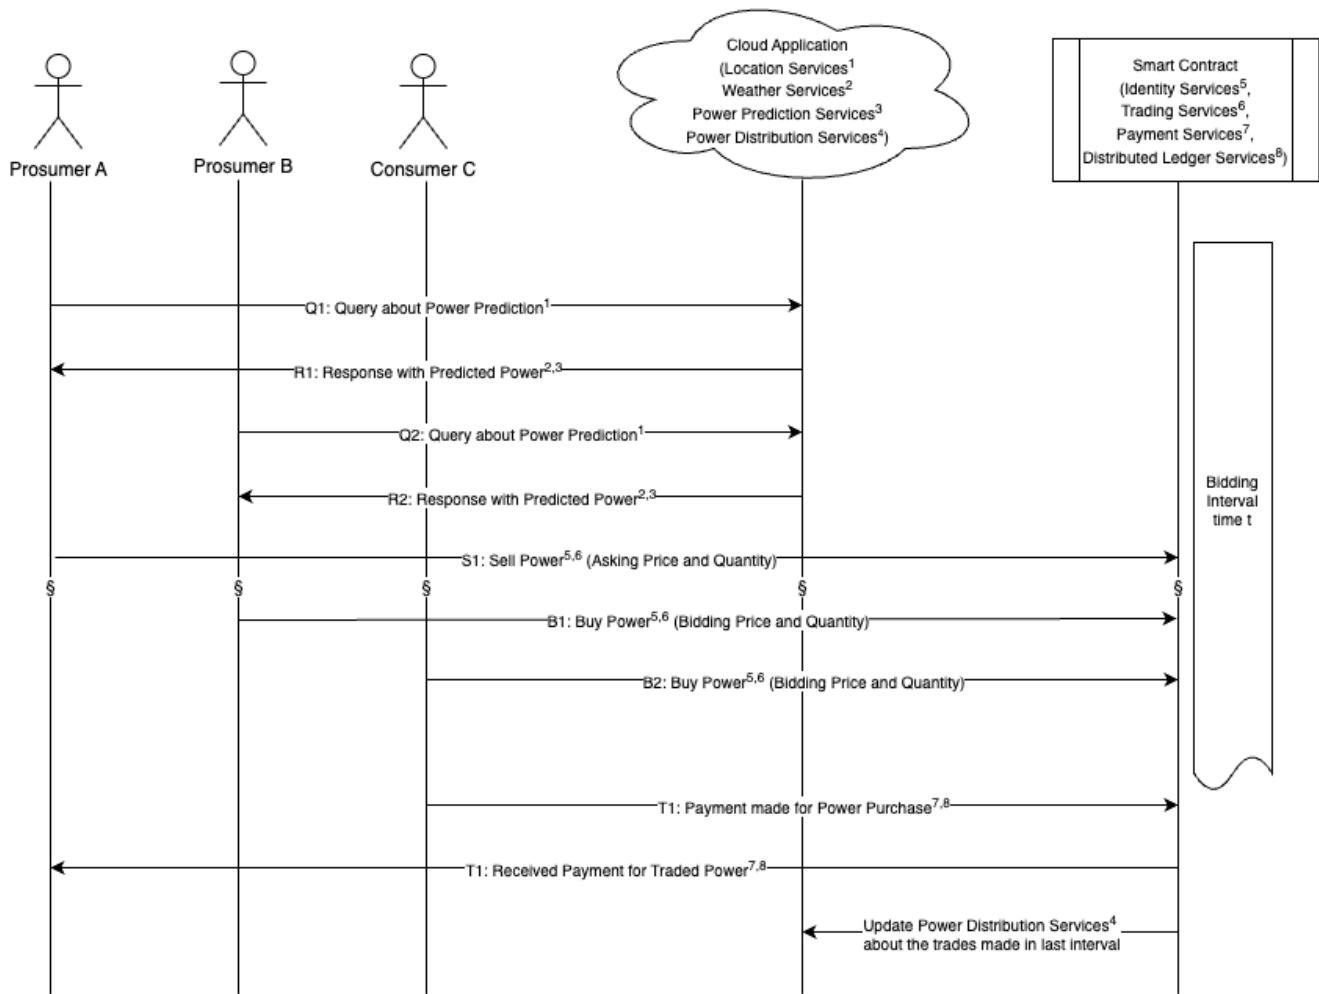 Cloud Application
(Location Services¹
Weather Services²
Power Prediction Services³
Power Distribution Services⁴)
Smart Contract
(Identity Services⁵,
Trading Services⁶,
Payment Services⁷,
Distributed Ledger Services⁸)
Prosumer A
Prosumer B
Consumer C
Q1: Query about Power Prediction¹
R1: Response with Predicted Power²,³
Q2: Query about Power Prediction¹
R2: Response with Predicted Power²,³
Bidding
Interval
time t
S1: Sell Power⁵,⁶ (Asking Price and Quantity)
§ § § § §
B1: Buy Power⁵,⁶ (Bidding Price and Quantity)
B2: Buy Power⁵,⁶ (Bidding Price and Quantity)
T1: Payment made for Power Purchase⁷,⁸
T1: Received Payment for Traded Power⁷,⁸
Update Power Distribution Services⁴
about the trades made in last interval